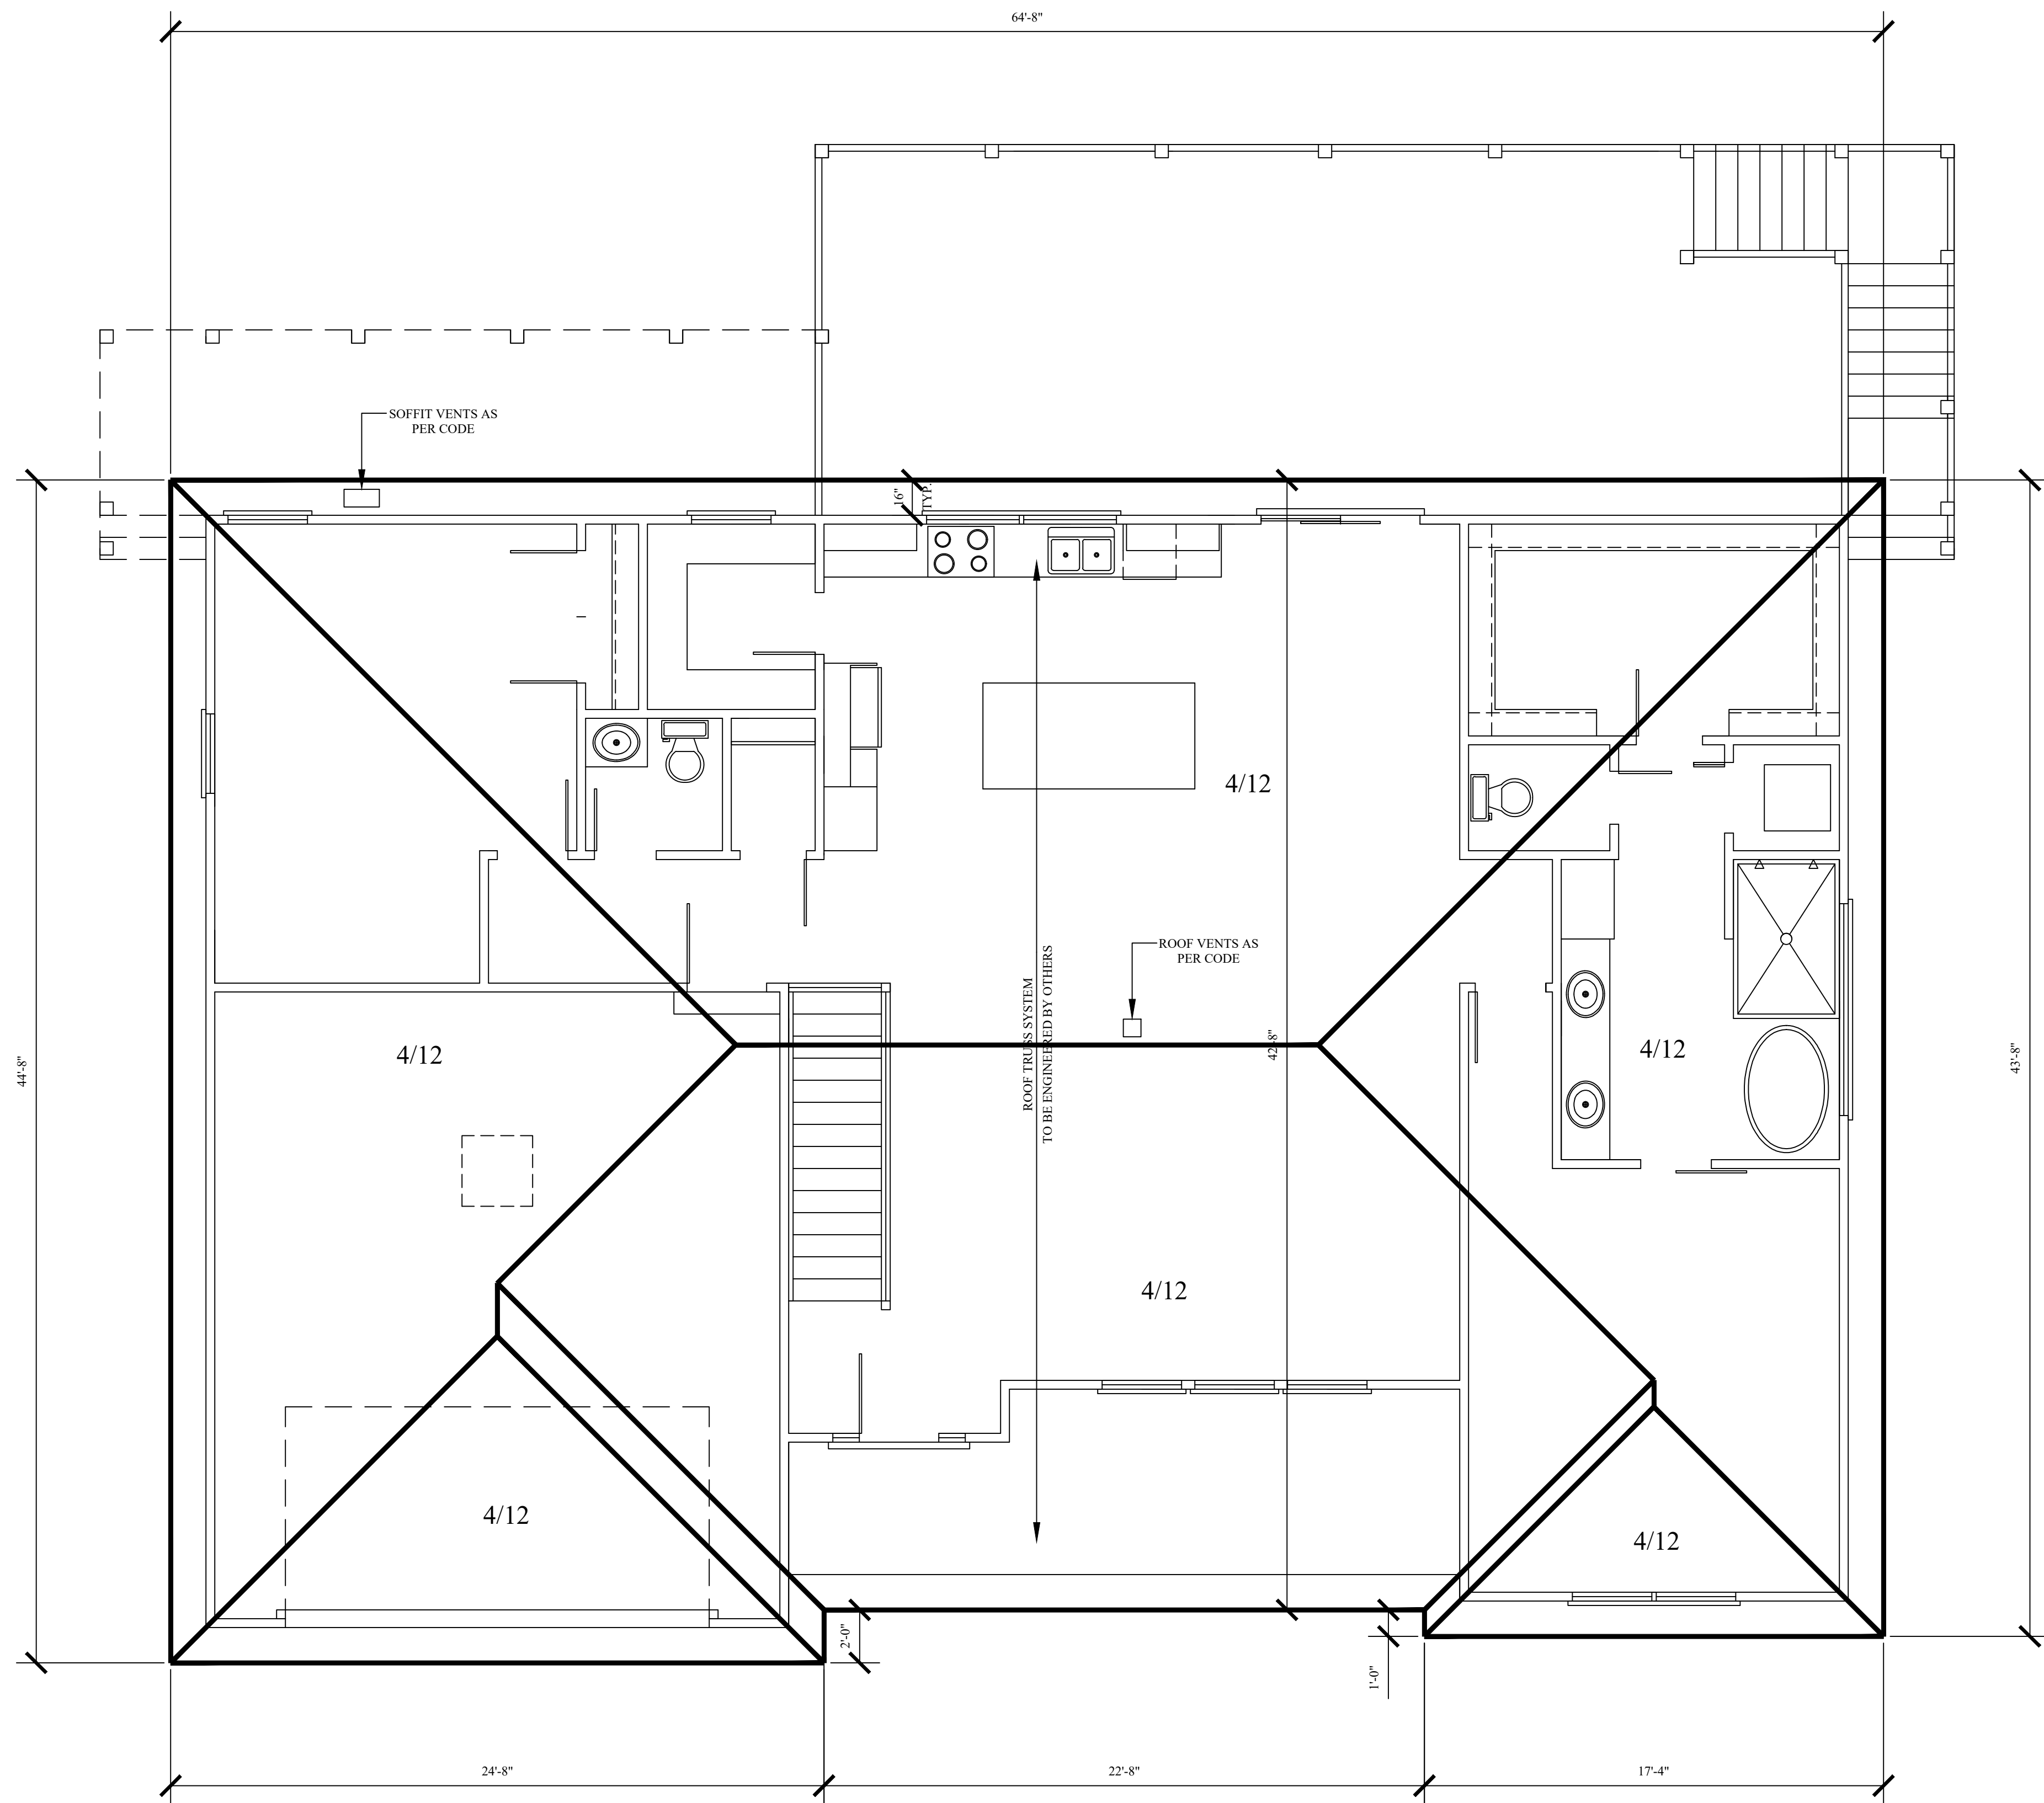 64'-8"
SOFFIT VENTS AS
PER CODE
16"
TYP.
4/12
ROOF VENTS AS
PER CODE
ROOF TRUSS SYSTEM
TO BE ENGINEERED BY OTHERS
42'-8"
4/12
4/12
44'-8"
43'-8"
4/12
4/12
4/12
2'-0"
1'-0"
24'-8"
22'-8"
17'-4"